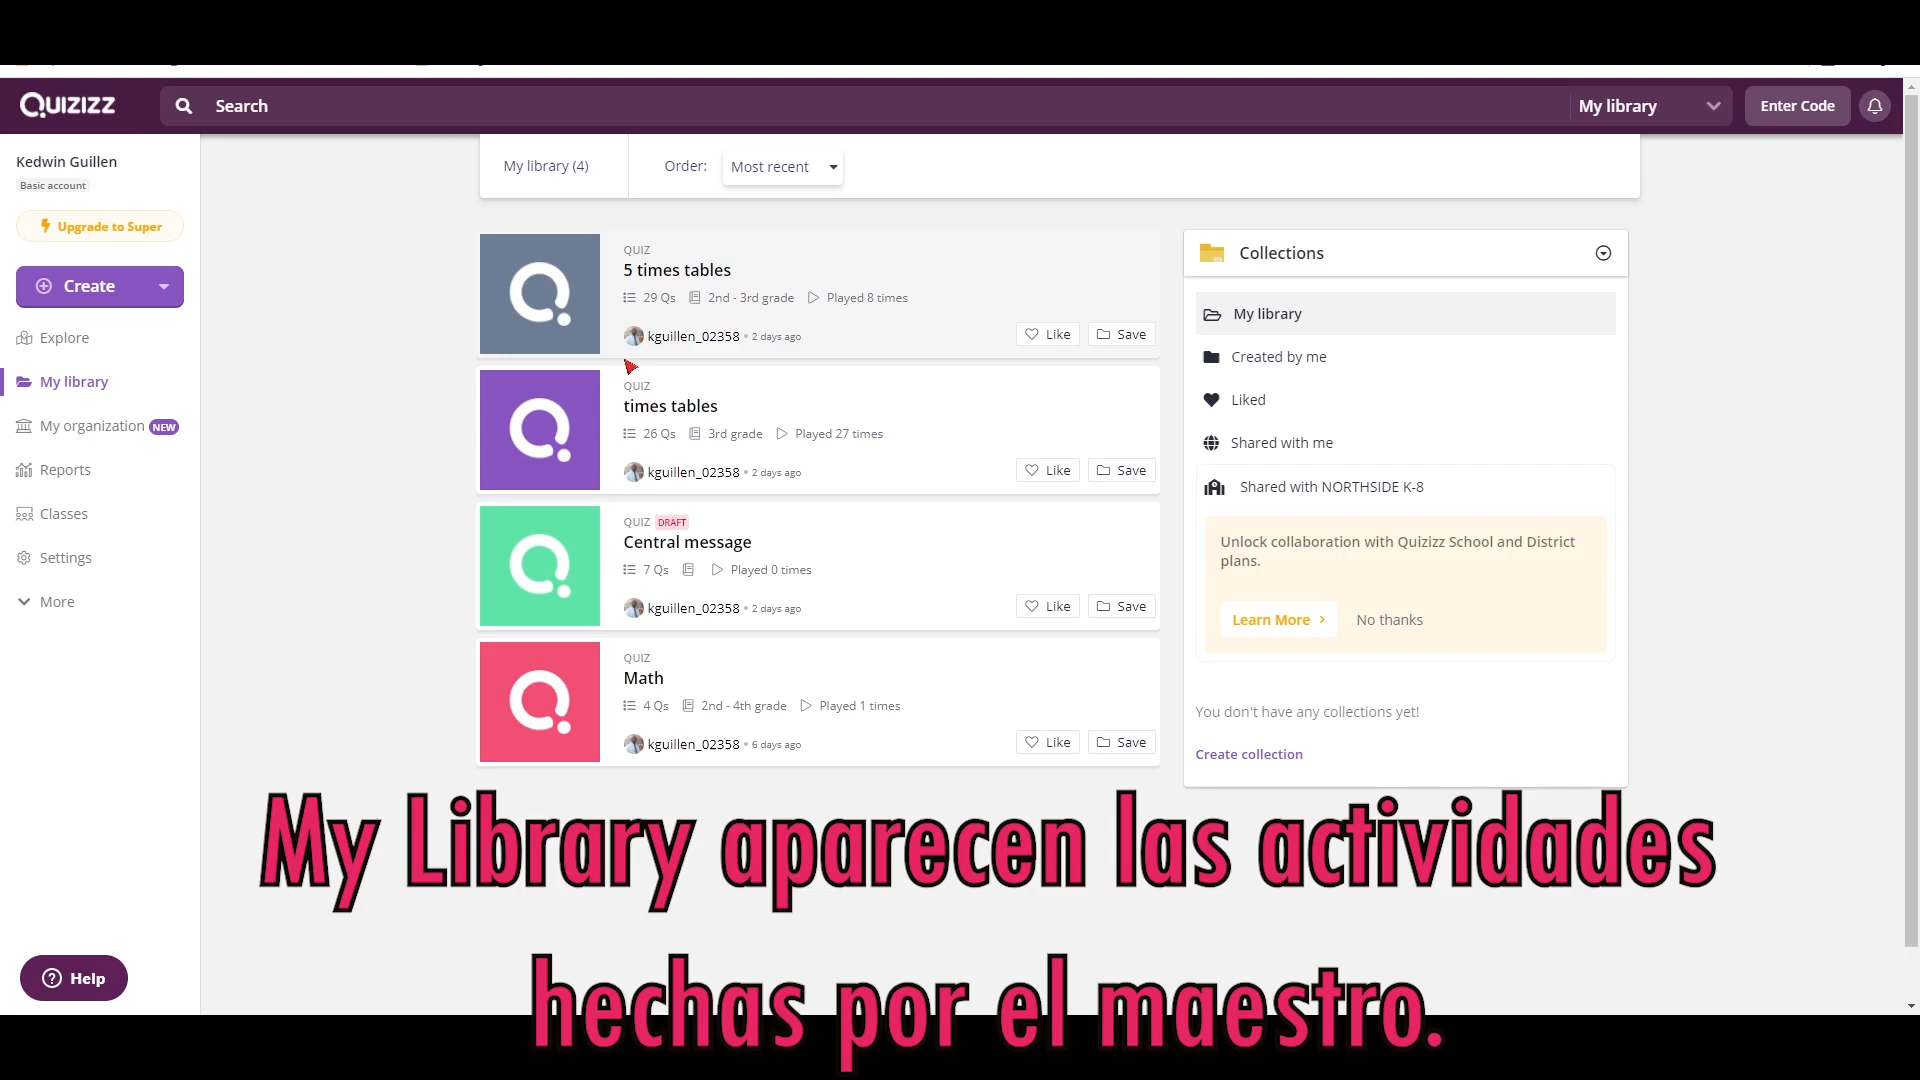 QUIZIZZ
Search
My library
Enter Code
Kedwin Guillen
Basic account
Upgrade to Super
Create
Explore
My library
My organization NEW
Reports
Classes
Settings
More
Help
My library (4)
Order: Most recent
QUIZ
5 times tables
29 Qs 2nd - 3rd grade Played 8 times
kguillen_02358 • 2 days ago
Like Save
QUIZ
times tables
26 Qs 3rd grade Played 27 times
kguillen_02358 • 2 days ago
Like Save
QUIZ DRAFT
Central message
7 Qs Played 0 times
kguillen_02358 • 2 days ago
Like Save
QUIZ
Math
4 Qs 2nd - 4th grade Played 1 times
kguillen_02358 • 6 days ago
Like Save
Collections
My library
Created by me
Liked
Shared with me
Shared with NORTHSIDE K-8
Unlock collaboration with Quizizz School and District
plans.
Learn More No thanks
You don't have any collections yet!
Create collection
My Library aparecen las actividades
hechas por el maestro.